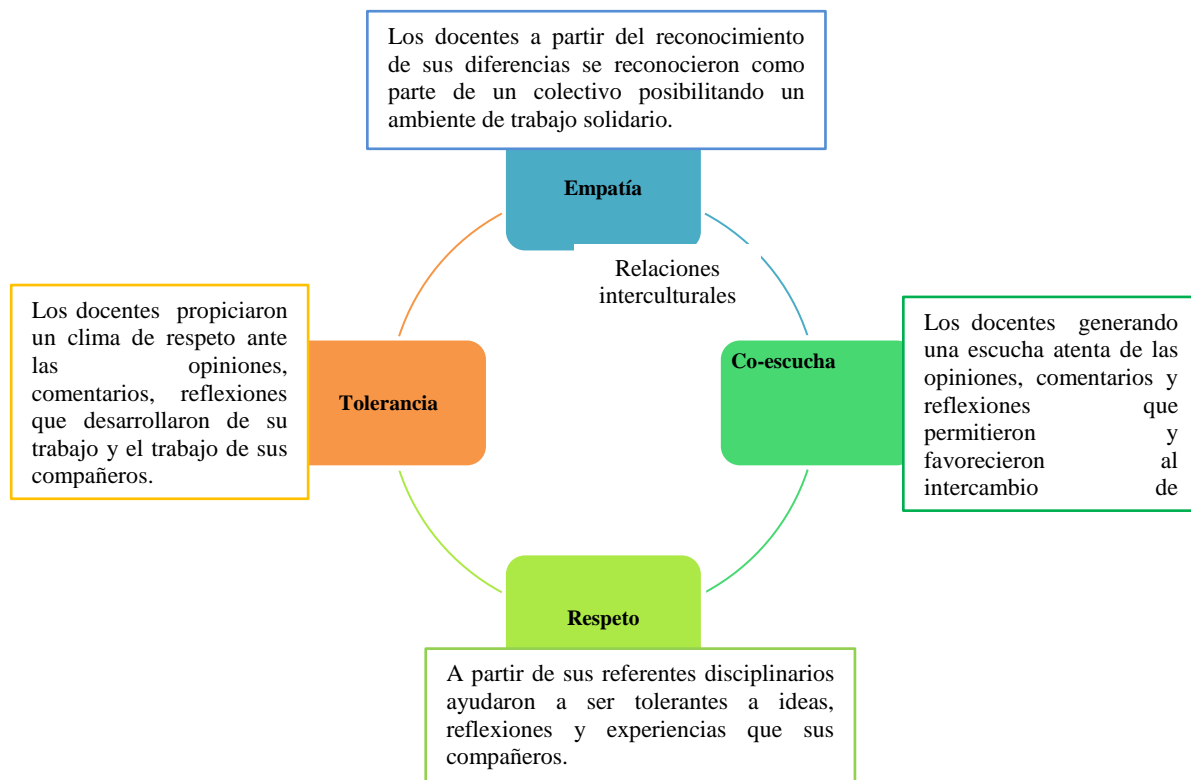 Los docentes a partir del reconocimiento
de sus diferencias se reconocieron como
parte de un colectivo posibilitando un
ambiente de trabajo solidario.
Empatía
Relaciones
interculturales
Los docentes propiciaron
un clima de respeto ante
las opiniones,
comentarios, reflexiones
que desarrollaron de su
trabajo y el trabajo de sus
compañeros.
Tolerancia
Co-escucha
Los docentes generando
una escucha atenta de las
opiniones, comentarios y
reflexiones que
permitieron y
favorecieron al
intercambio de
Respeto
A partir de sus referentes disciplinarios
ayudaron a ser tolerantes a ideas,
reflexiones y experiencias que sus
compañeros.